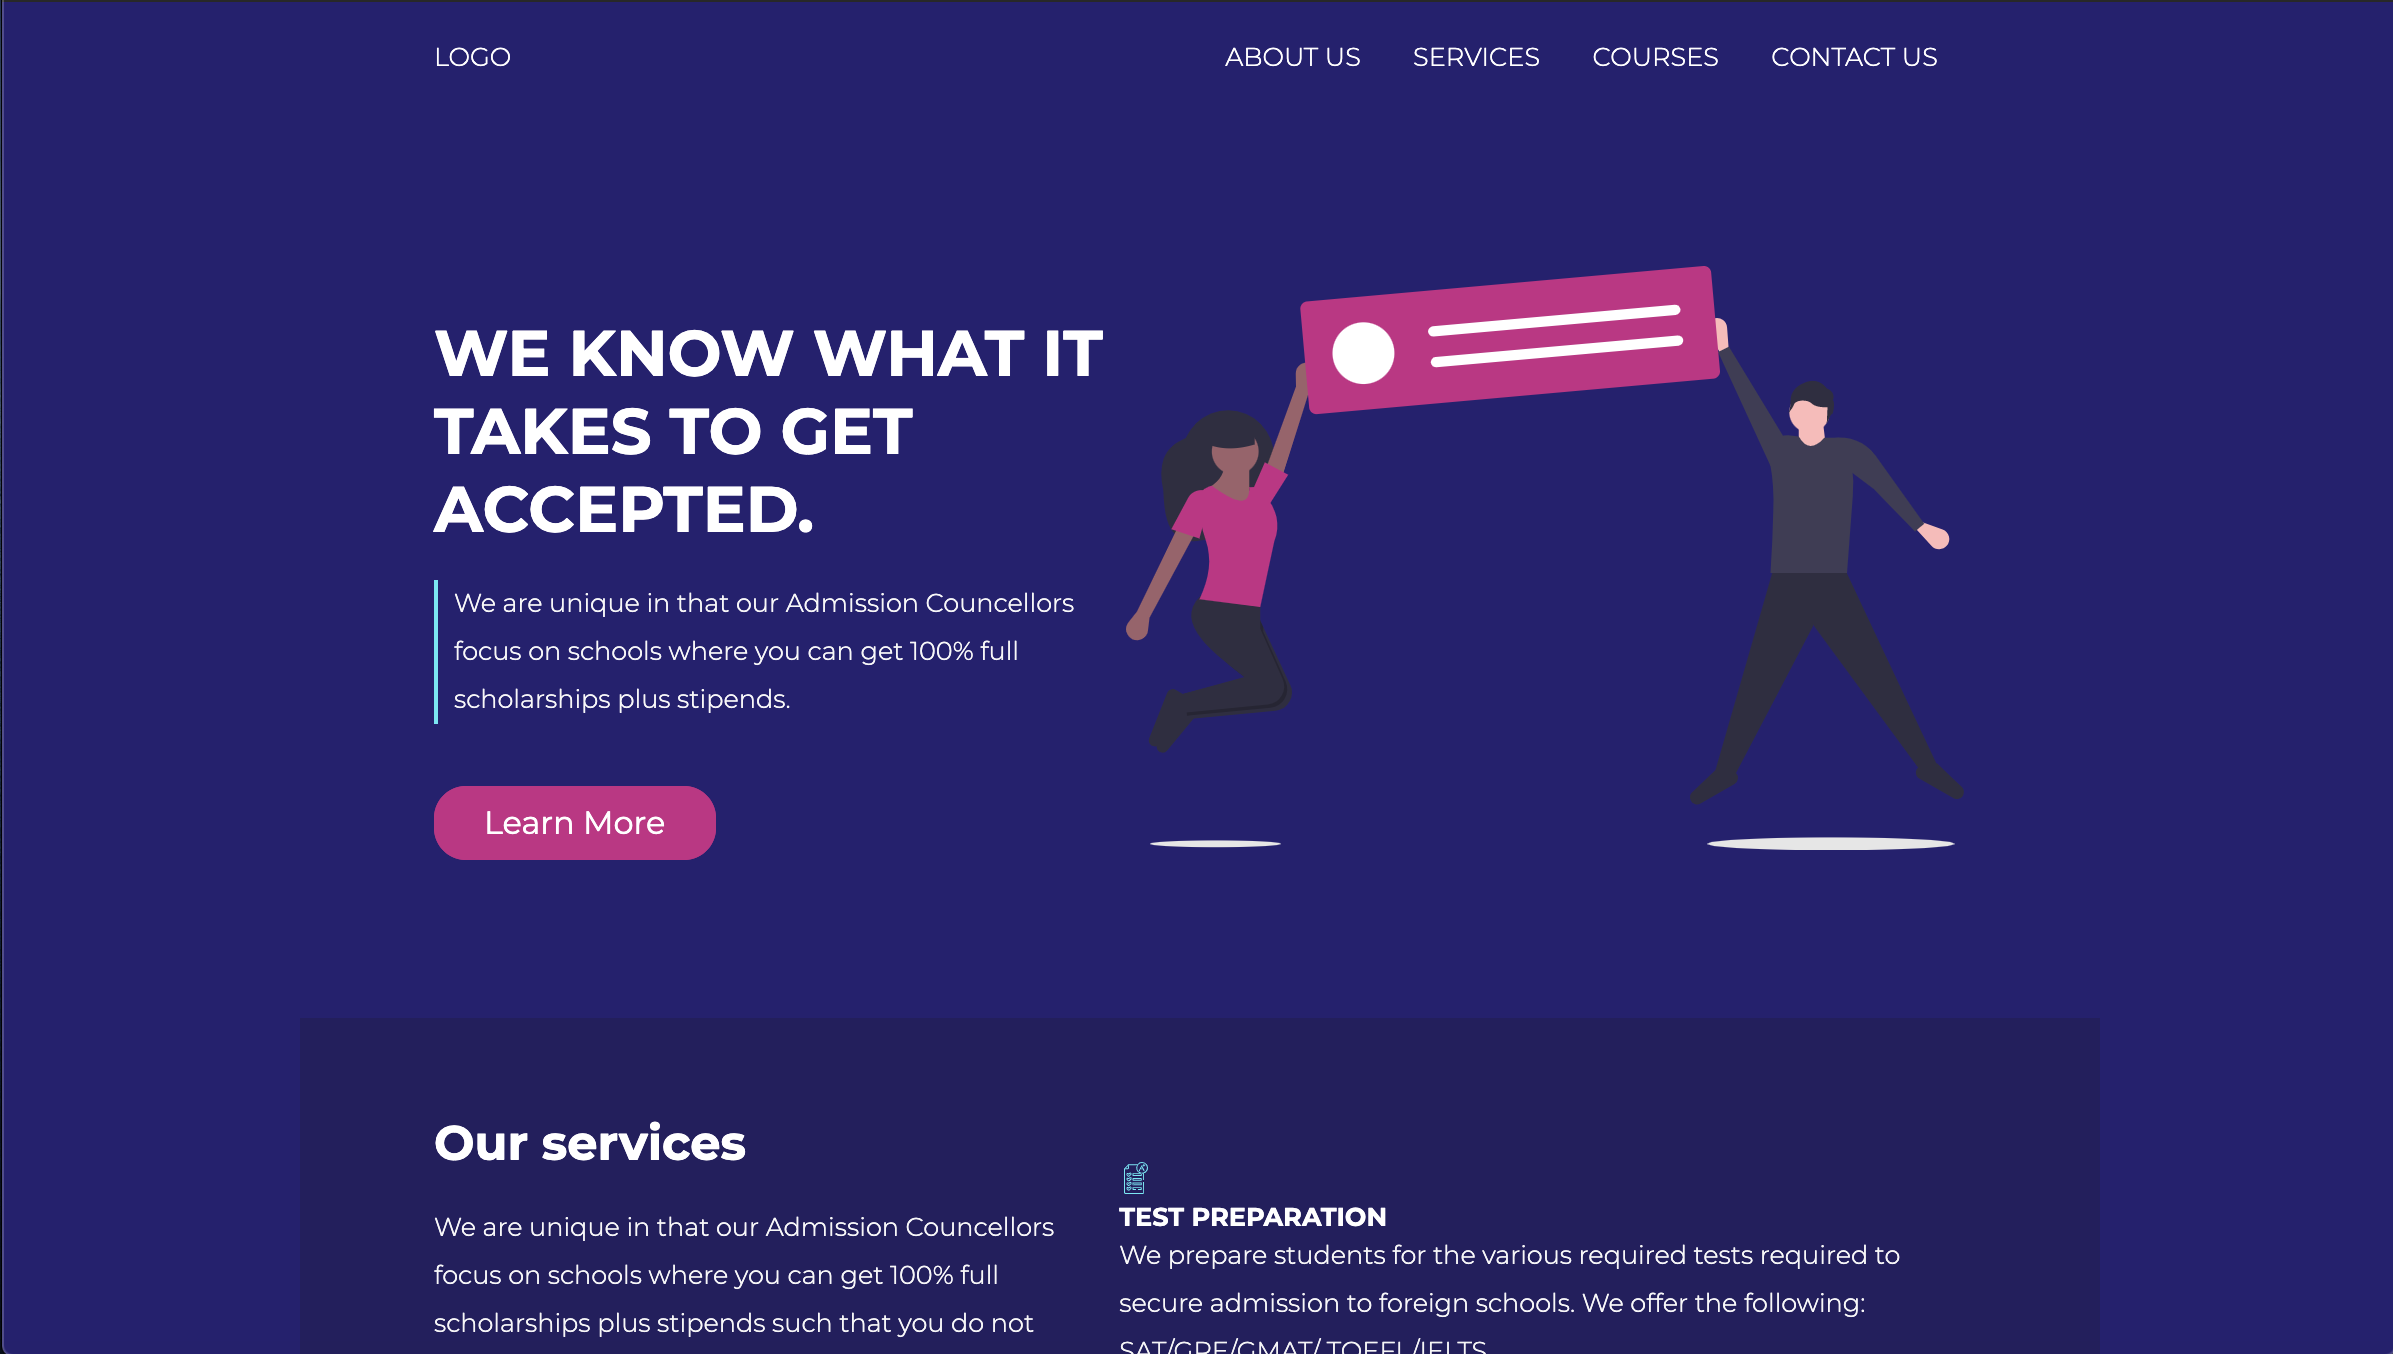 LOGO
ABOUT US
SERVICES
COURSES
CONTACT US
WE KNOW WHAT IT
TAKES TO GET
ACCEPTED.
We are unique in that our Admission Councellors
focus on schools where you can get 100% full
scholarships plus stipends.
Learn More
Our services
We are unique in that our Admission Councellors
focus on schools where you can get 100% full
scholarships plus stipends such that you do not
TEST PREPARATION
We prepare students for the various required tests required to
secure admission to foreign schools. We offer the following:
SAT/GRE/GMAT/ TOEFL/IELTS